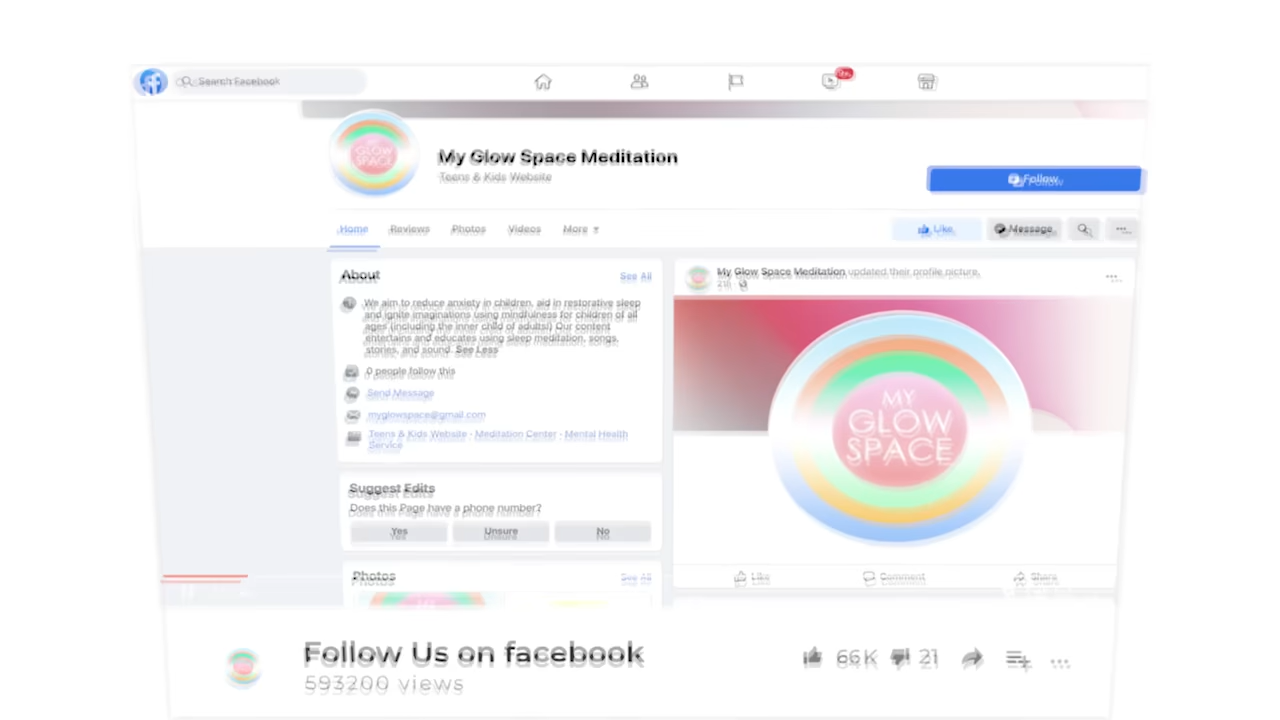 Search Facebook
My Glow Space Meditation
Teens & Kids Website
Follow
Home Reviews Photos Videos More
Like Message
About See All
We aim to reduce anxiety in children, aid in restorative sleep
and ignite imaginations using mindfulness for children of all
ages (including the inner child of adults!) Our content
entertains and educates using sleep meditation, songs,
stories, and sound. See Less
0 people follow this
Send Message
myglowspace@gmail.com
Teens & Kids Website · Meditation Center · Mental Health
Service
Suggest Edits
Does this Page have a phone number?
Yes Unsure No
Photos See All
My Glow Space Meditation updated their profile picture.
MY
GLOW
SPACE
Like Comment Share
Follow Us on facebook
593200 views
66K 21